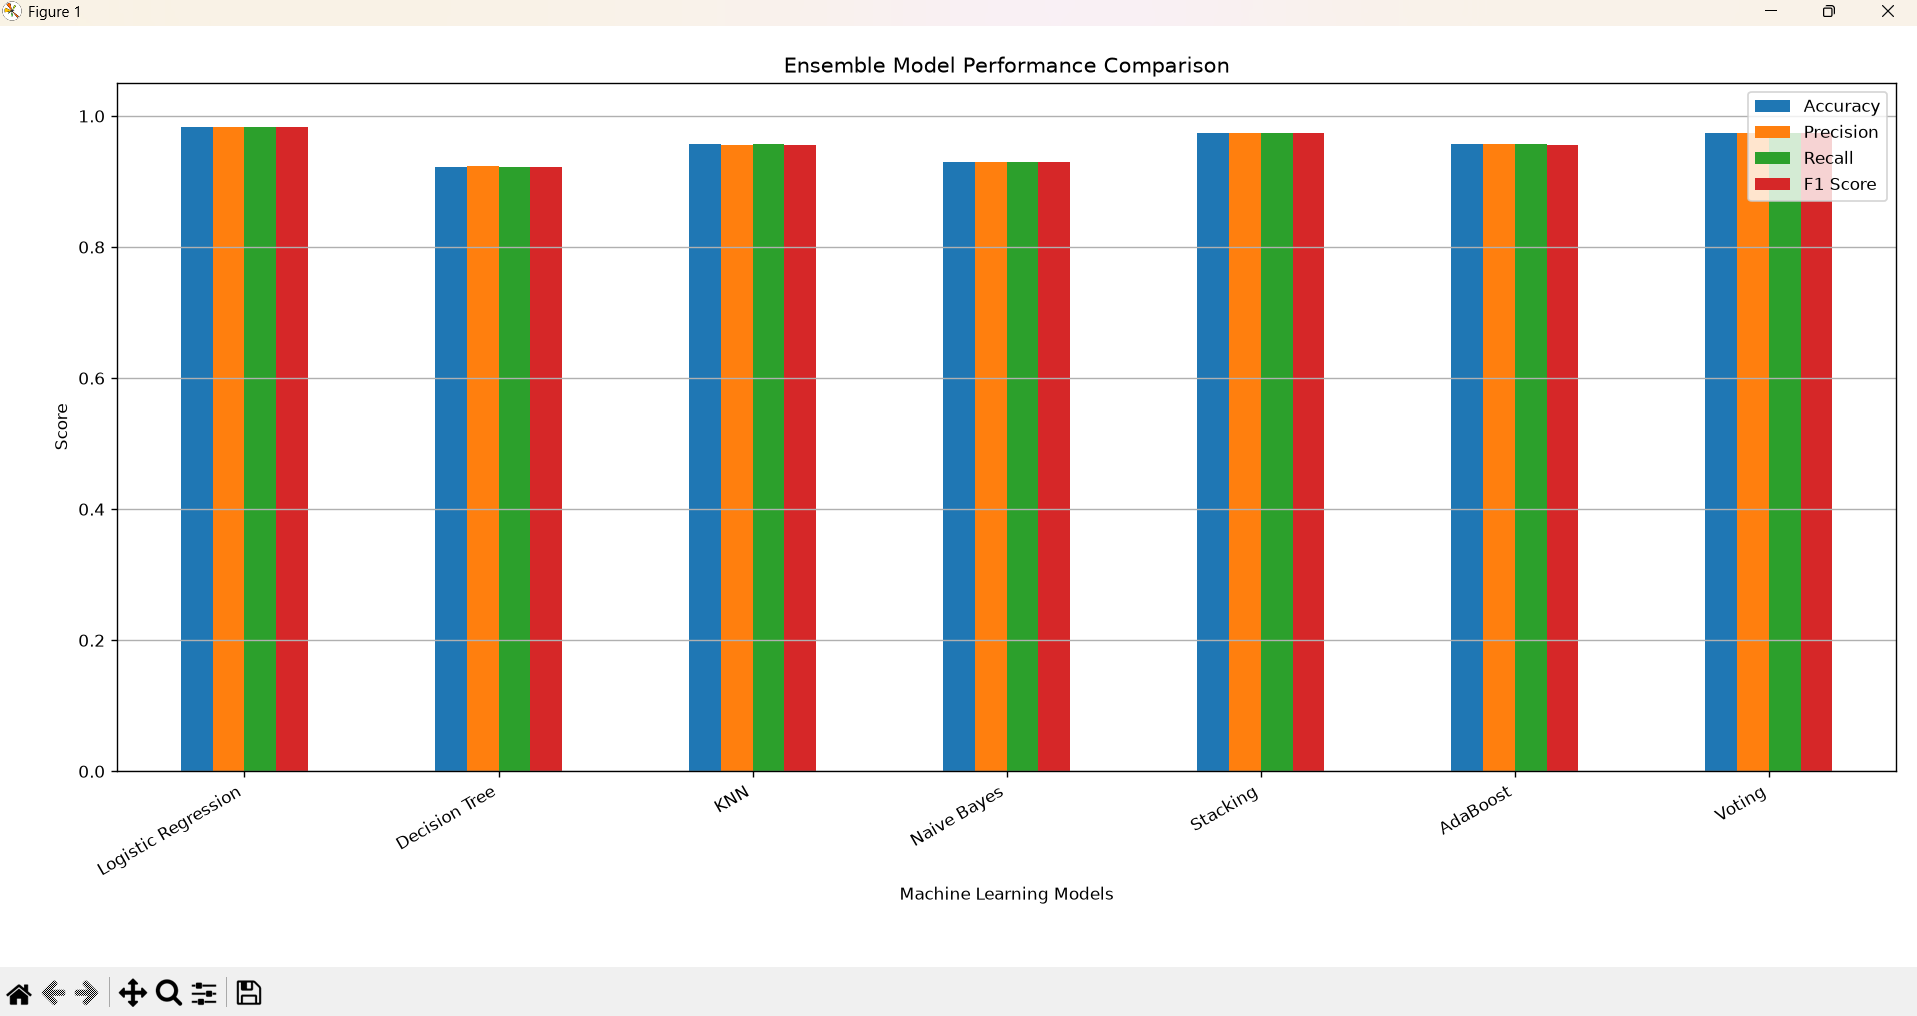 Figure 1
Ensemble Model Performance Comparison
Accuracy
Precision
Recall
F1 Score
1.0
0.8
0.6
0.4
0.2
0.0
Score
Logistic Regression
Decision Tree
KNN
Naive Bayes
Stacking
AdaBoost
Voting
Machine Learning Models